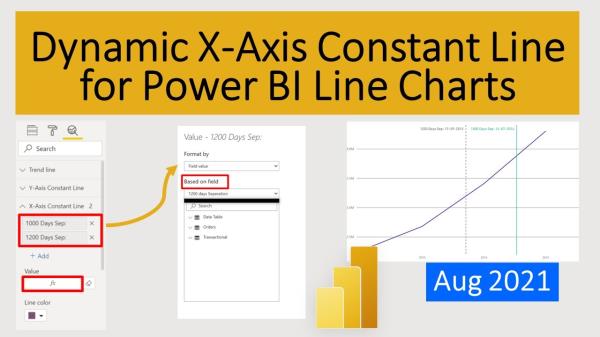 Dynamic X-Axis Constant Line
for Power BI Line Charts
Search
Trend line
Y-Axis Constant Line
X-Axis Constant Line 2
1000 Days Sep:
1200 Days Sep:
+ Add
Value
fx
Line color
Value - 1200 Days Sep:
Format by
Field value
Based on field
1200 days Separation
Search
Date Table
Orders
Transactional
Aug 2021